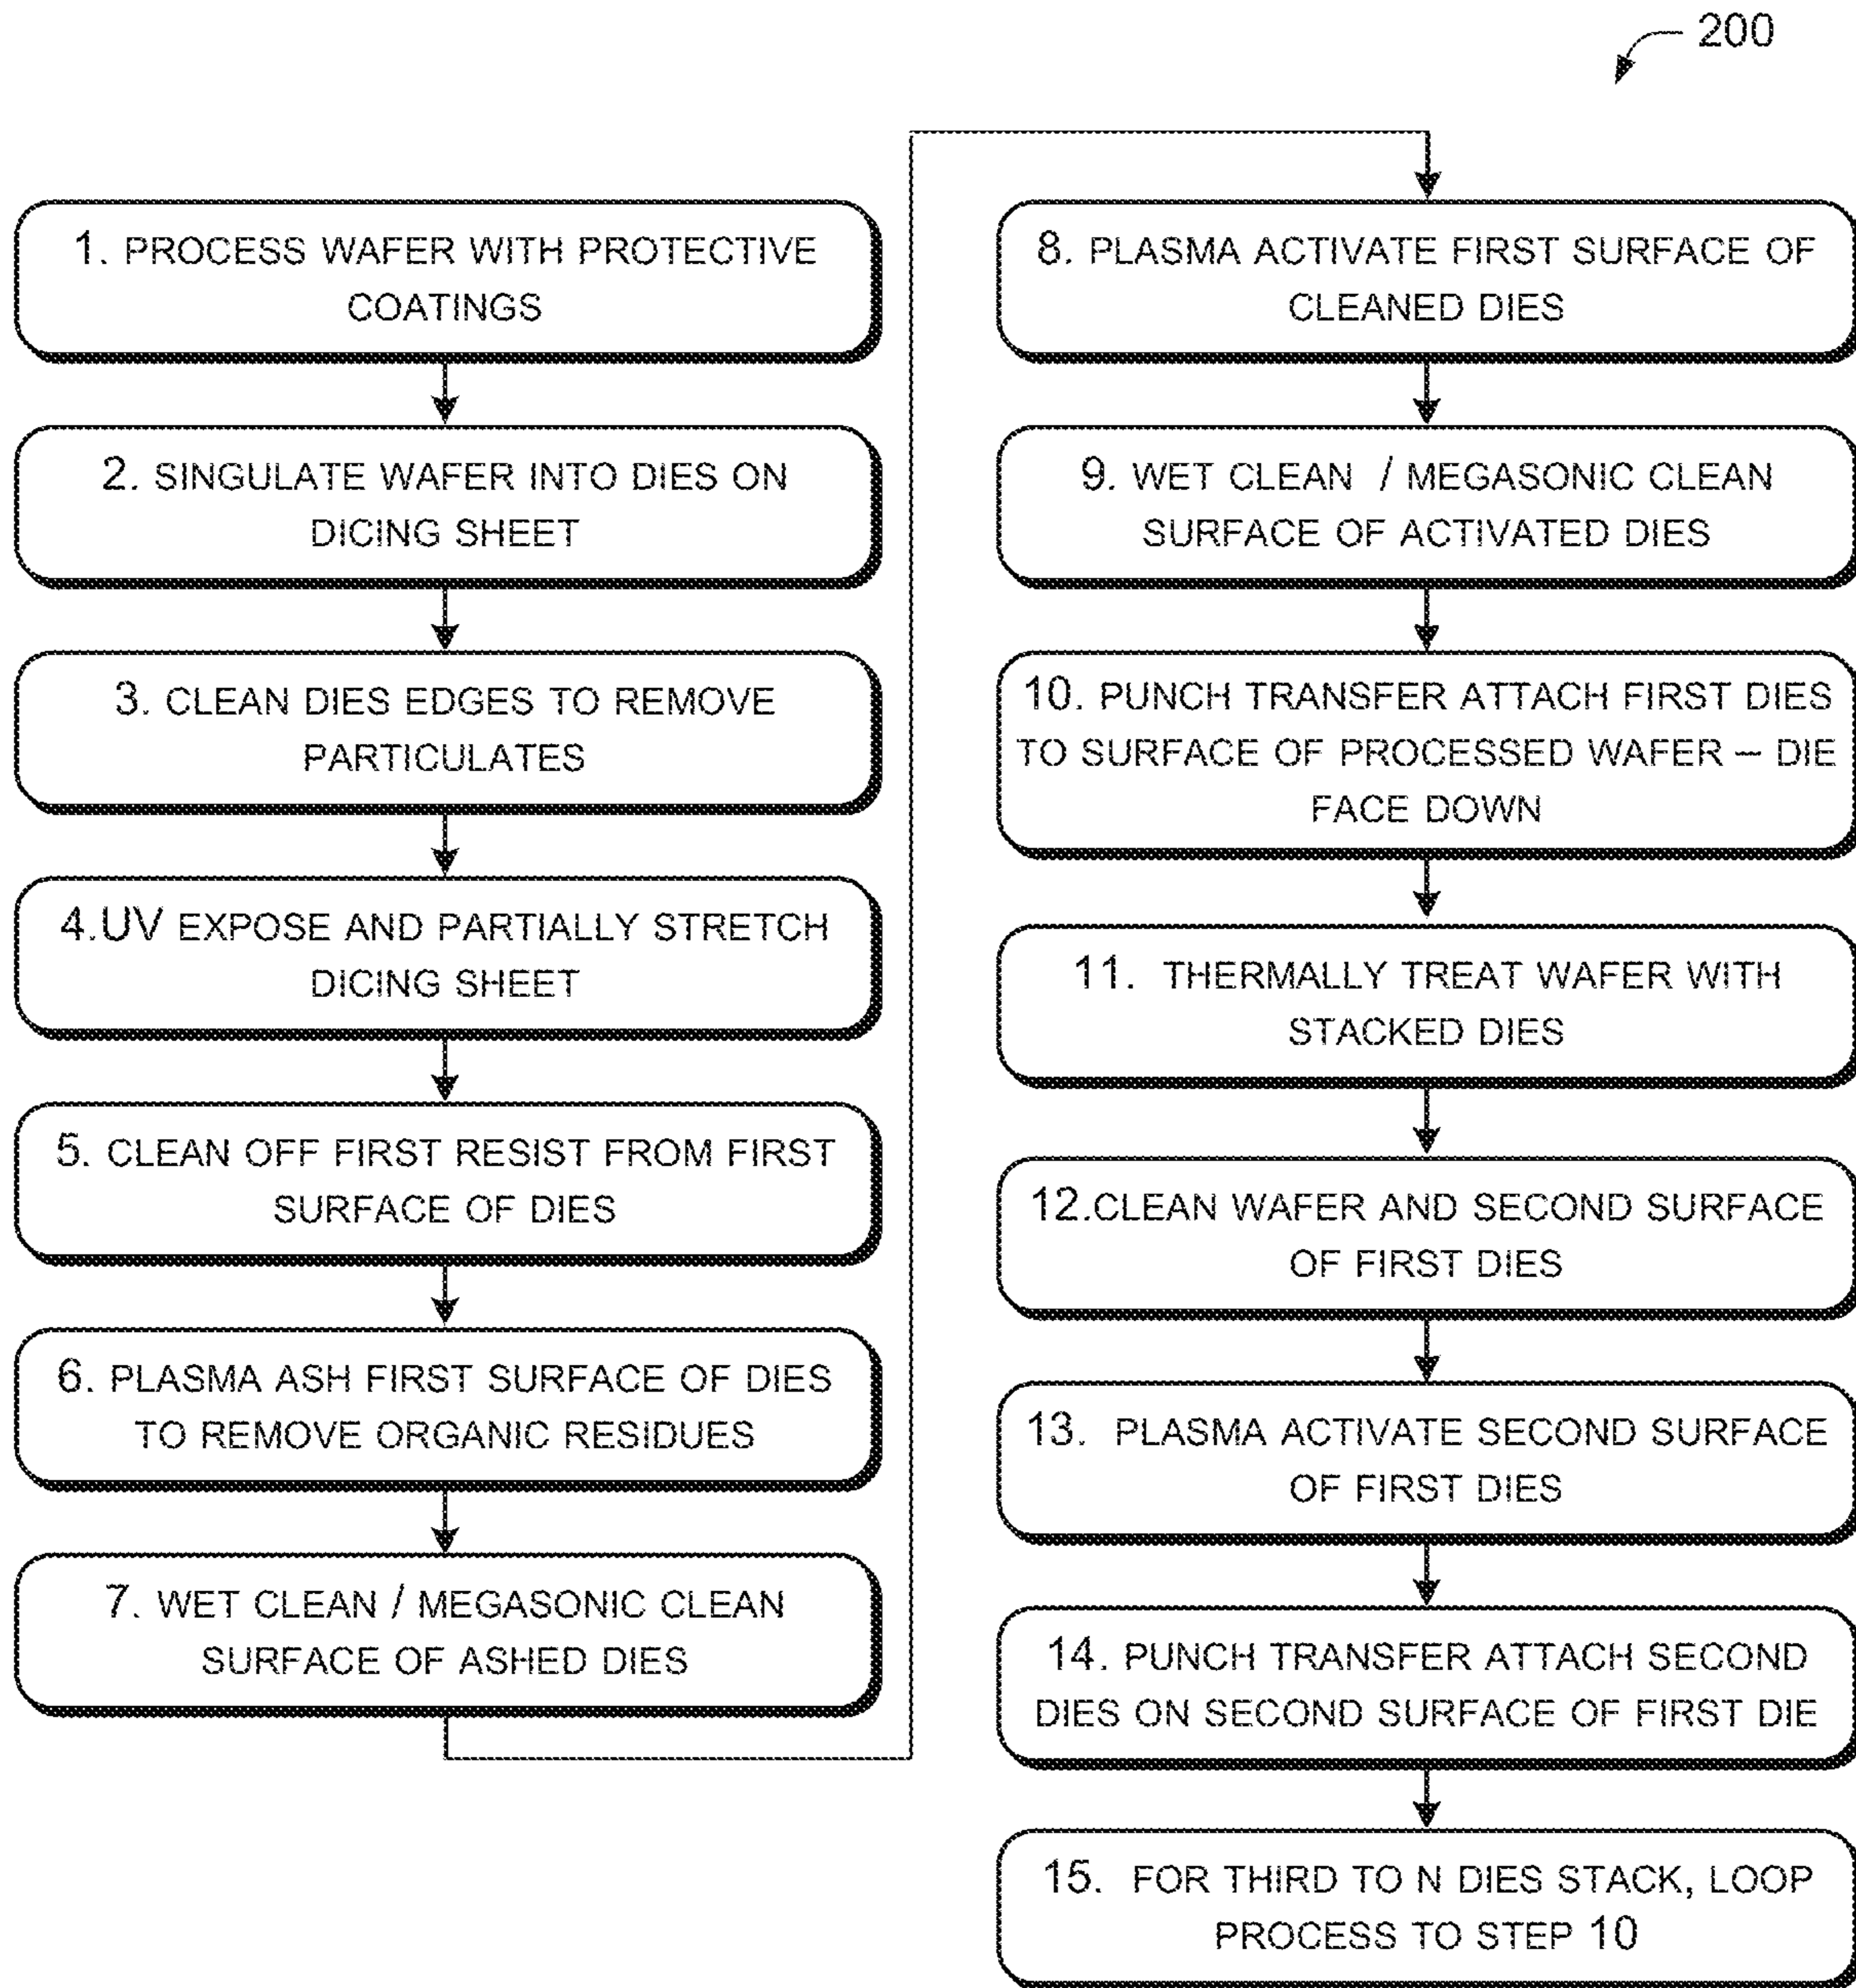 200
1. PROCESS WAFER WITH PROTECTIVE
COATINGS
2. SINGULATE WAFER INTO DIES ON
DICING SHEET
3. CLEAN DIES EDGES TO REMOVE
PARTICULATES
4.UV EXPOSE AND PARTIALLY STRETCH
DICING SHEET
5. CLEAN OFF FIRST RESIST FROM FIRST
SURFACE OF DIES
6. PLASMA ASH FIRST SURFACE OF DIES
TO REMOVE ORGANIC RESIDUES
7. WET CLEAN / MEGASONIC CLEAN
SURFACE OF ASHED DIES
8. PLASMA ACTIVATE FIRST SURFACE OF
CLEANED DIES
9. WET CLEAN / MEGASONIC CLEAN
SURFACE OF ACTIVATED DIES
10. PUNCH TRANSFER ATTACH FIRST DIES
TO SURFACE OF PROCESSED WAFER – DIE
FACE DOWN
11. THERMALLY TREAT WAFER WITH
STACKED DIES
12.CLEAN WAFER AND SECOND SURFACE
OF FIRST DIES
13. PLASMA ACTIVATE SECOND SURFACE
OF FIRST DIES
14. PUNCH TRANSFER ATTACH SECOND
DIES ON SECOND SURFACE OF FIRST DIE
15. FOR THIRD TO N DIES STACK, LOOP
PROCESS TO STEP 10